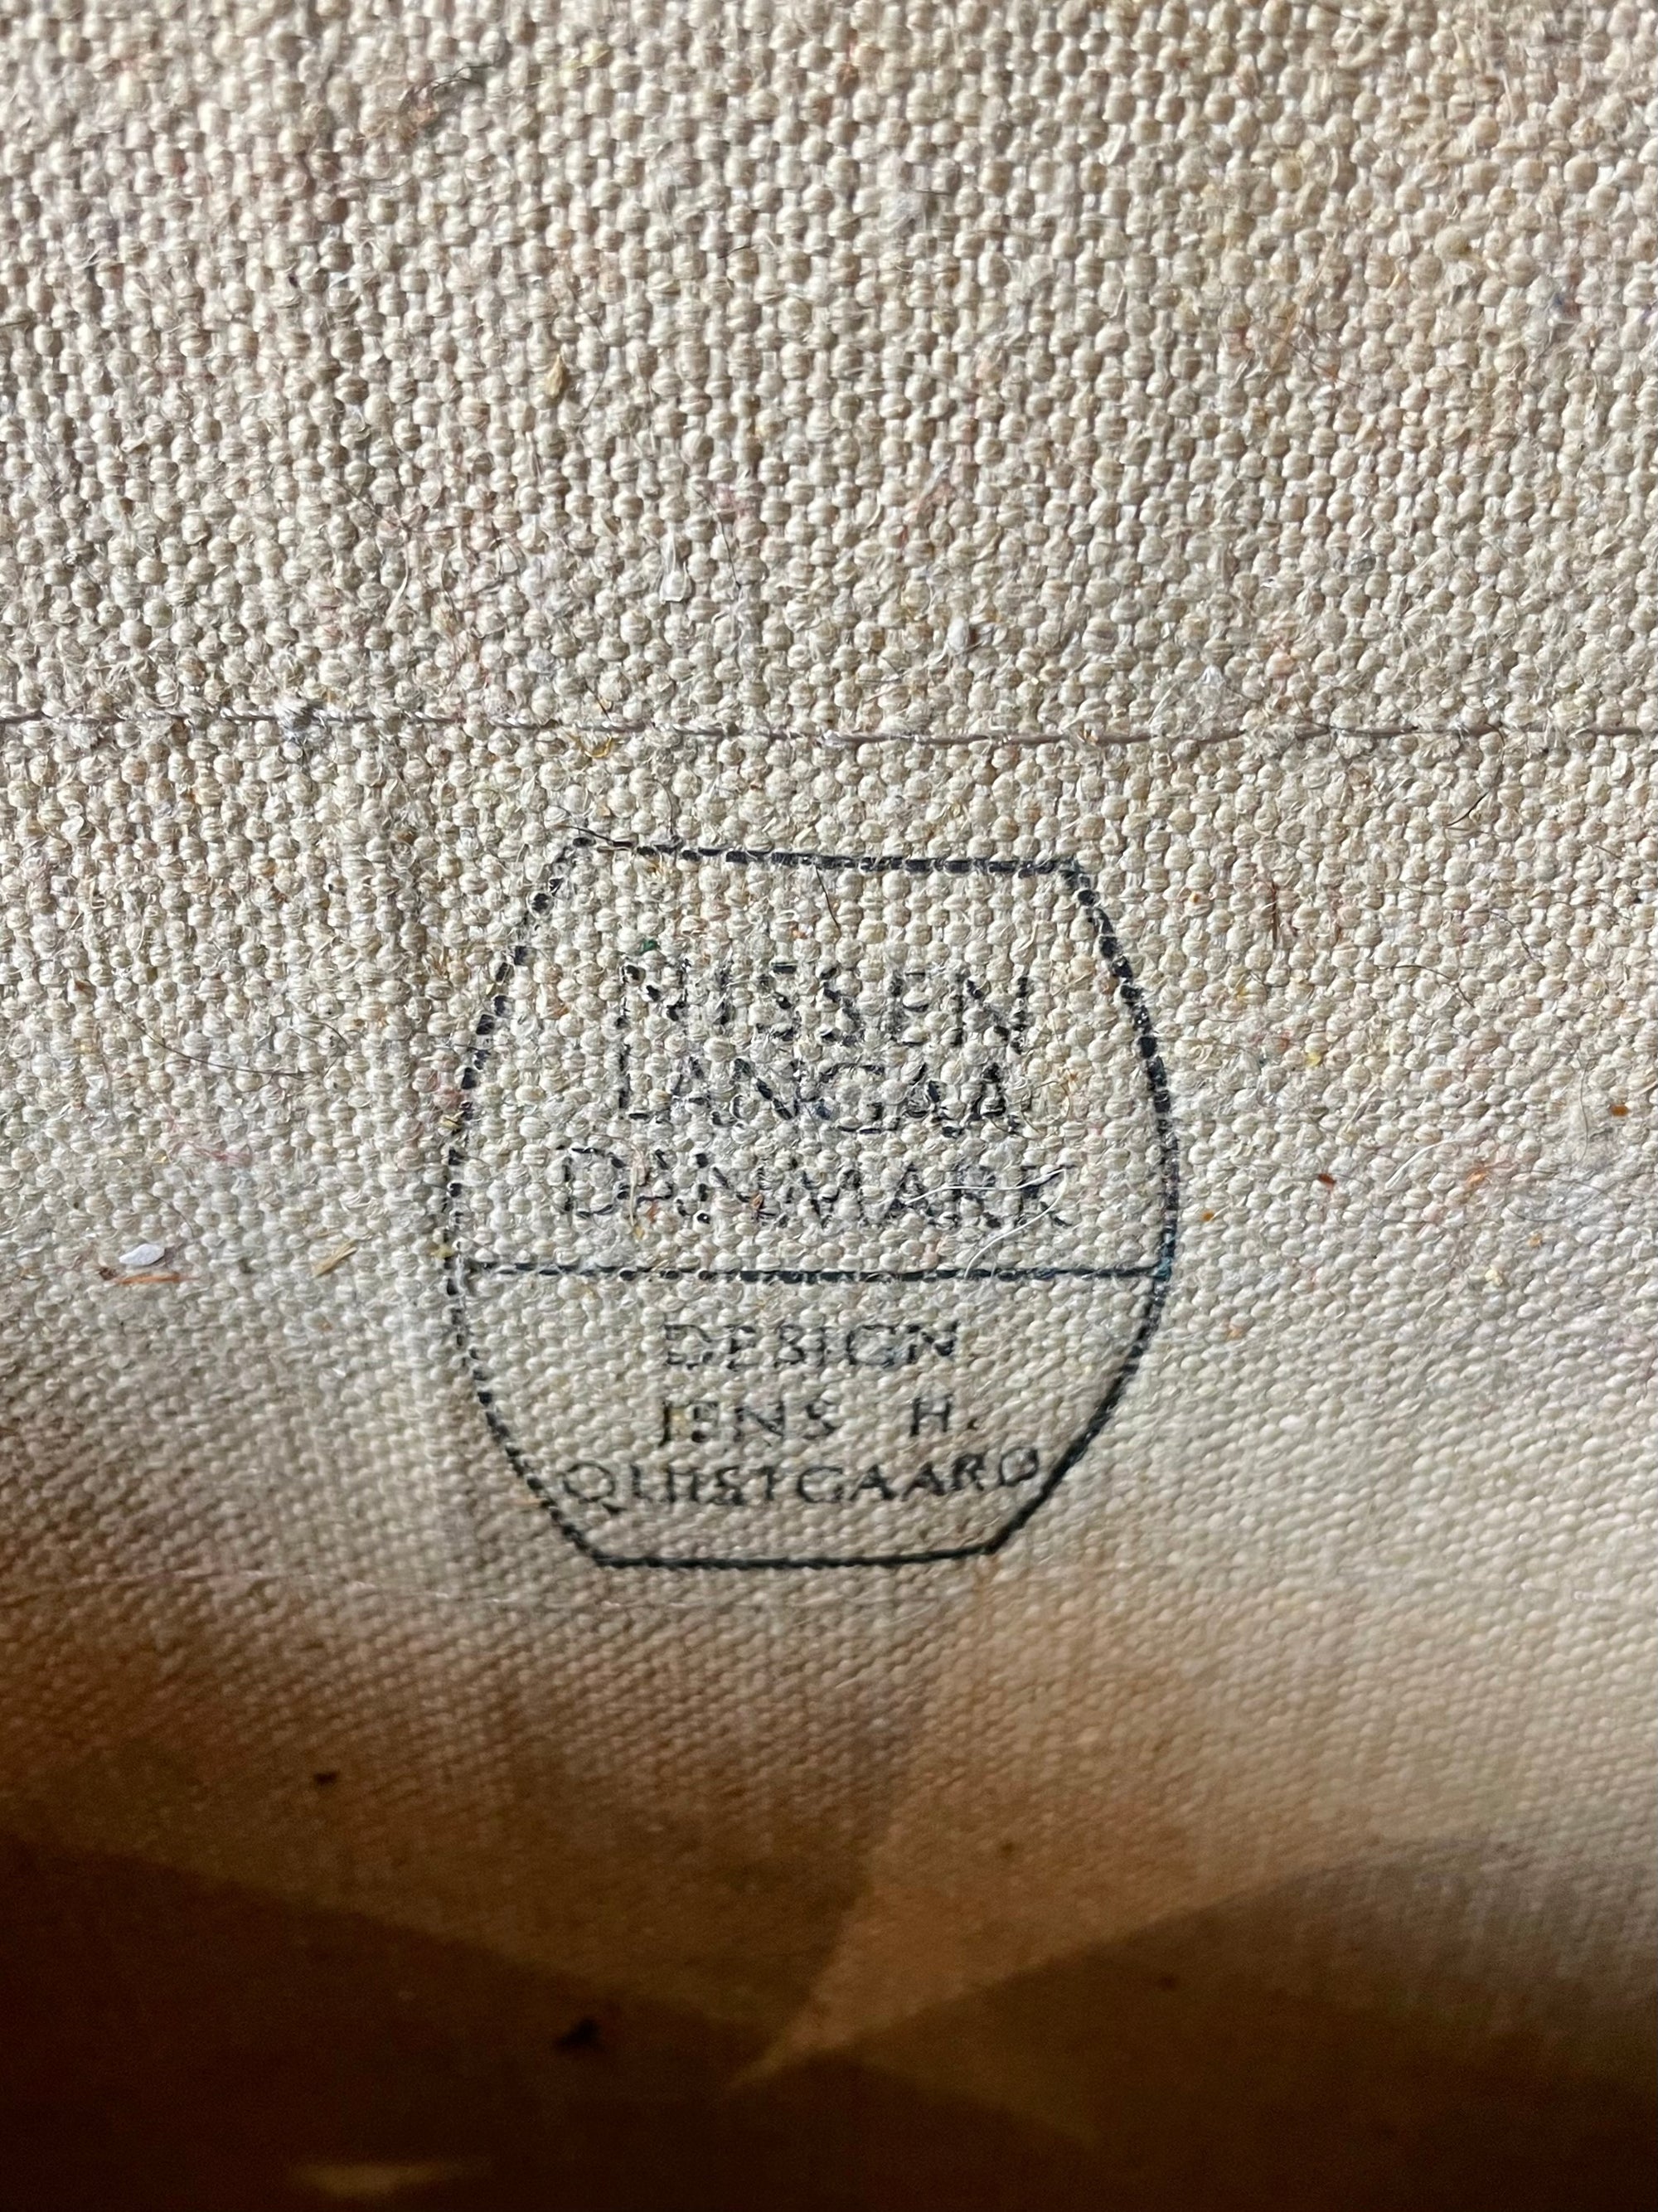 NISSEN
LANGAA
DANMARK
DESIGN
JENS H.
QUISTGAARD